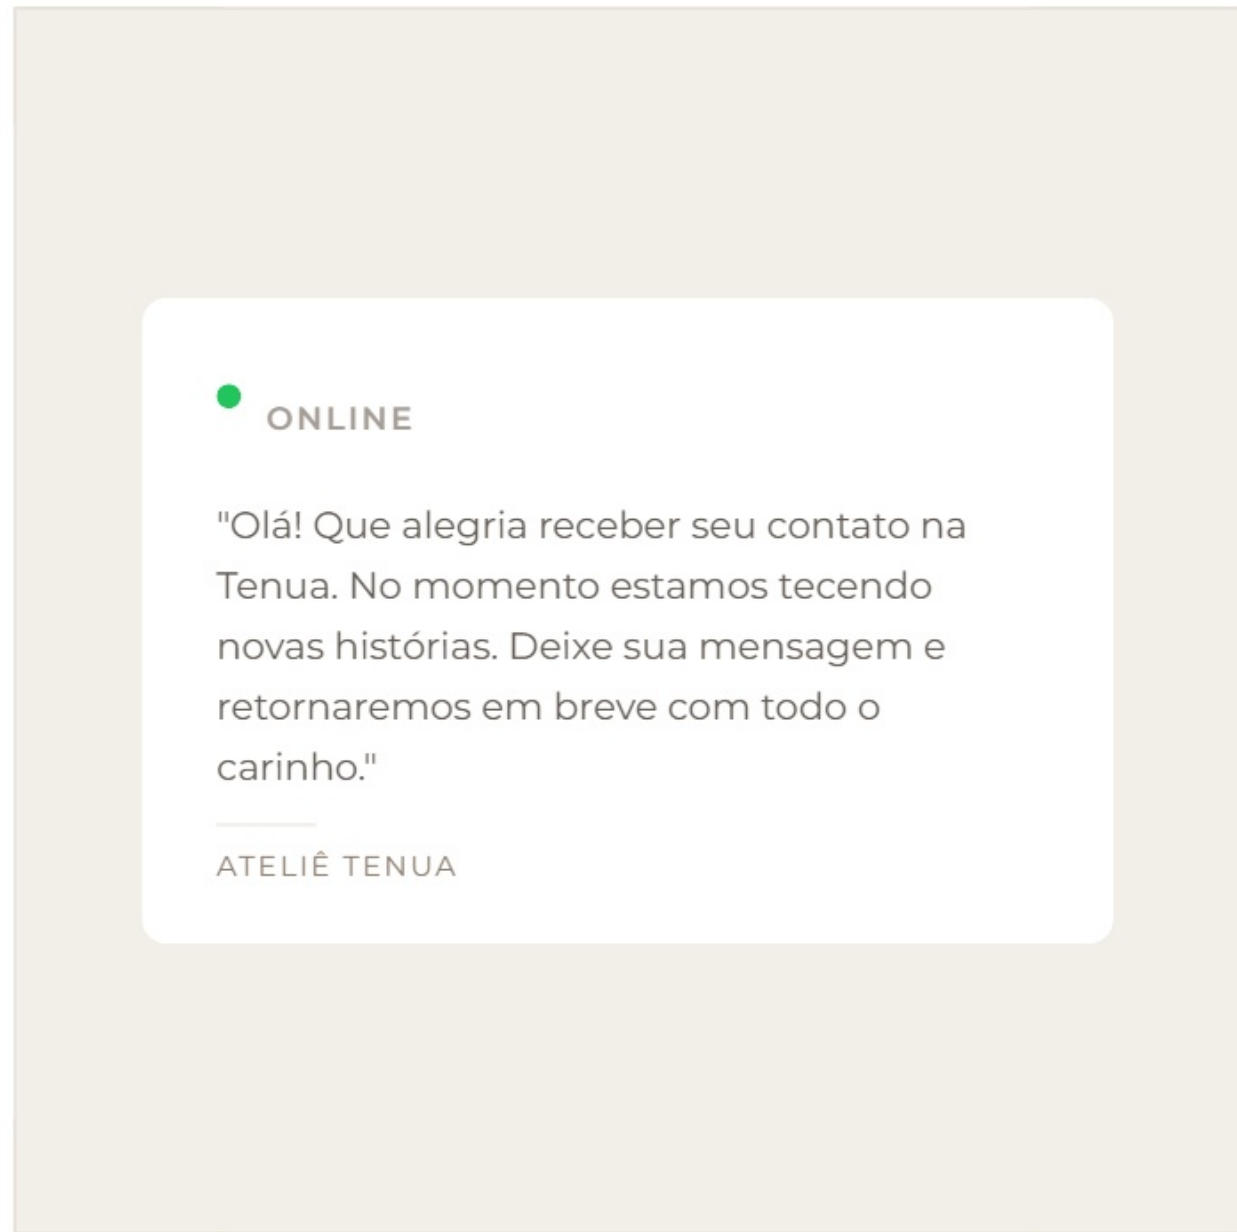 ONLINE
"Olá! Que alegria receber seu contato na
Tenua. No momento estamos tecendo
novas histórias. Deixe sua mensagem e
retornaremos em breve com todo o
carinho."
ATELIÊ TENUA